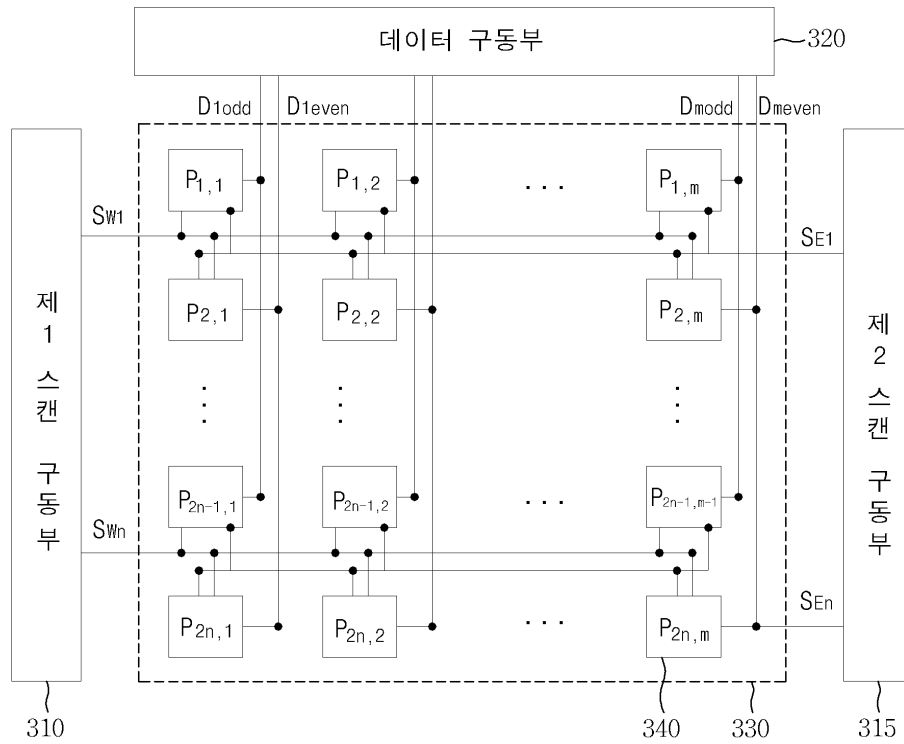 데이터 구동부
320
D1odd D1even Dmodd Dmeven
P1,1 P1,2 ... P1,m
SW1
SE1
P2,1 P2,2 P2,m
제1 스캔 구동부
제2 스캔 구동부
P2n-1,1 P2n-1,2 ... P2n-1,m-1
SWn
SEn
P2n,1 P2n,2 ... P2n,m
310 340 330 315